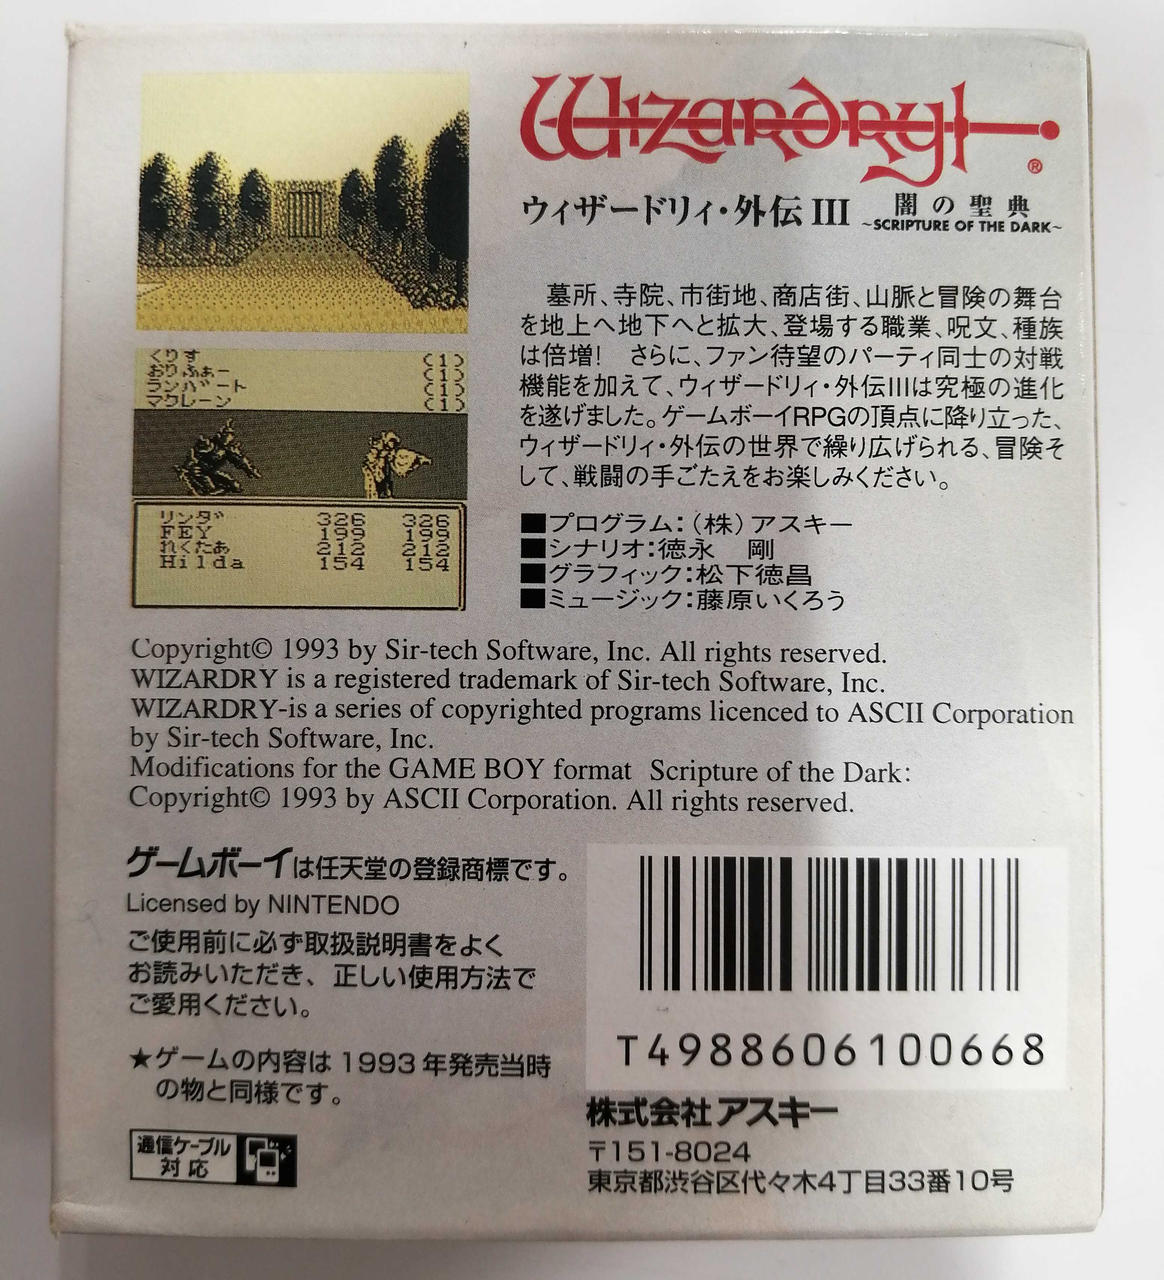 Wizardry®
ウィザードリィ・外伝III 闇の聖典
~SCRIPTURE OF THE DARK~
墓所、寺院、市街地、商店街、山脈と冒険の舞台
を地上へ地下へと拡大、登場する職業、呪文、種族
は倍増! さらに、ファン待望のパーティ同士の対戦
機能を加えて、ウィザードリィ・外伝IIIは究極の進化
を遂げました。ゲームボーイRPGの頂点に降り立った、
ウィザードリィ・外伝の世界で繰り広げられる、冒険そ
して、戦闘の手ごたえをお楽しみください。
■プログラム:(株)アスキー
■シナリオ:徳永 剛
■グラフィック:松下徳昌
■ミュージック:藤原いくろう
くりす (1)
おりふぁー (1)
ランバート (1)
マクレーン (1)
リンダ 326 326
FEY 199 199
れくたあ 212 212
Hilda 154 154
Copyright© 1993 by Sir-tech Software, Inc. All rights reserved.
WIZARDRY is a registered trademark of Sir-tech Software, Inc.
WIZARDRY-is a series of copyrighted programs licenced to ASCII Corporation
by Sir-tech Software, Inc.
Modifications for the GAME BOY format Scripture of the Dark:
Copyright© 1993 by ASCII Corporation. All rights reserved.
ゲームボーイは任天堂の登録商標です。
Licensed by NINTENDO
ご使用前に必ず取扱説明書をよく
お読みいただき、正しい使用方法で
ご愛用ください。
★ゲームの内容は1993年発売当時
の物と同様です。
通信ケーブル
対応
T4988606100668
株式会社アスキー
〒151-8024
東京都渋谷区代々木4丁目33番10号